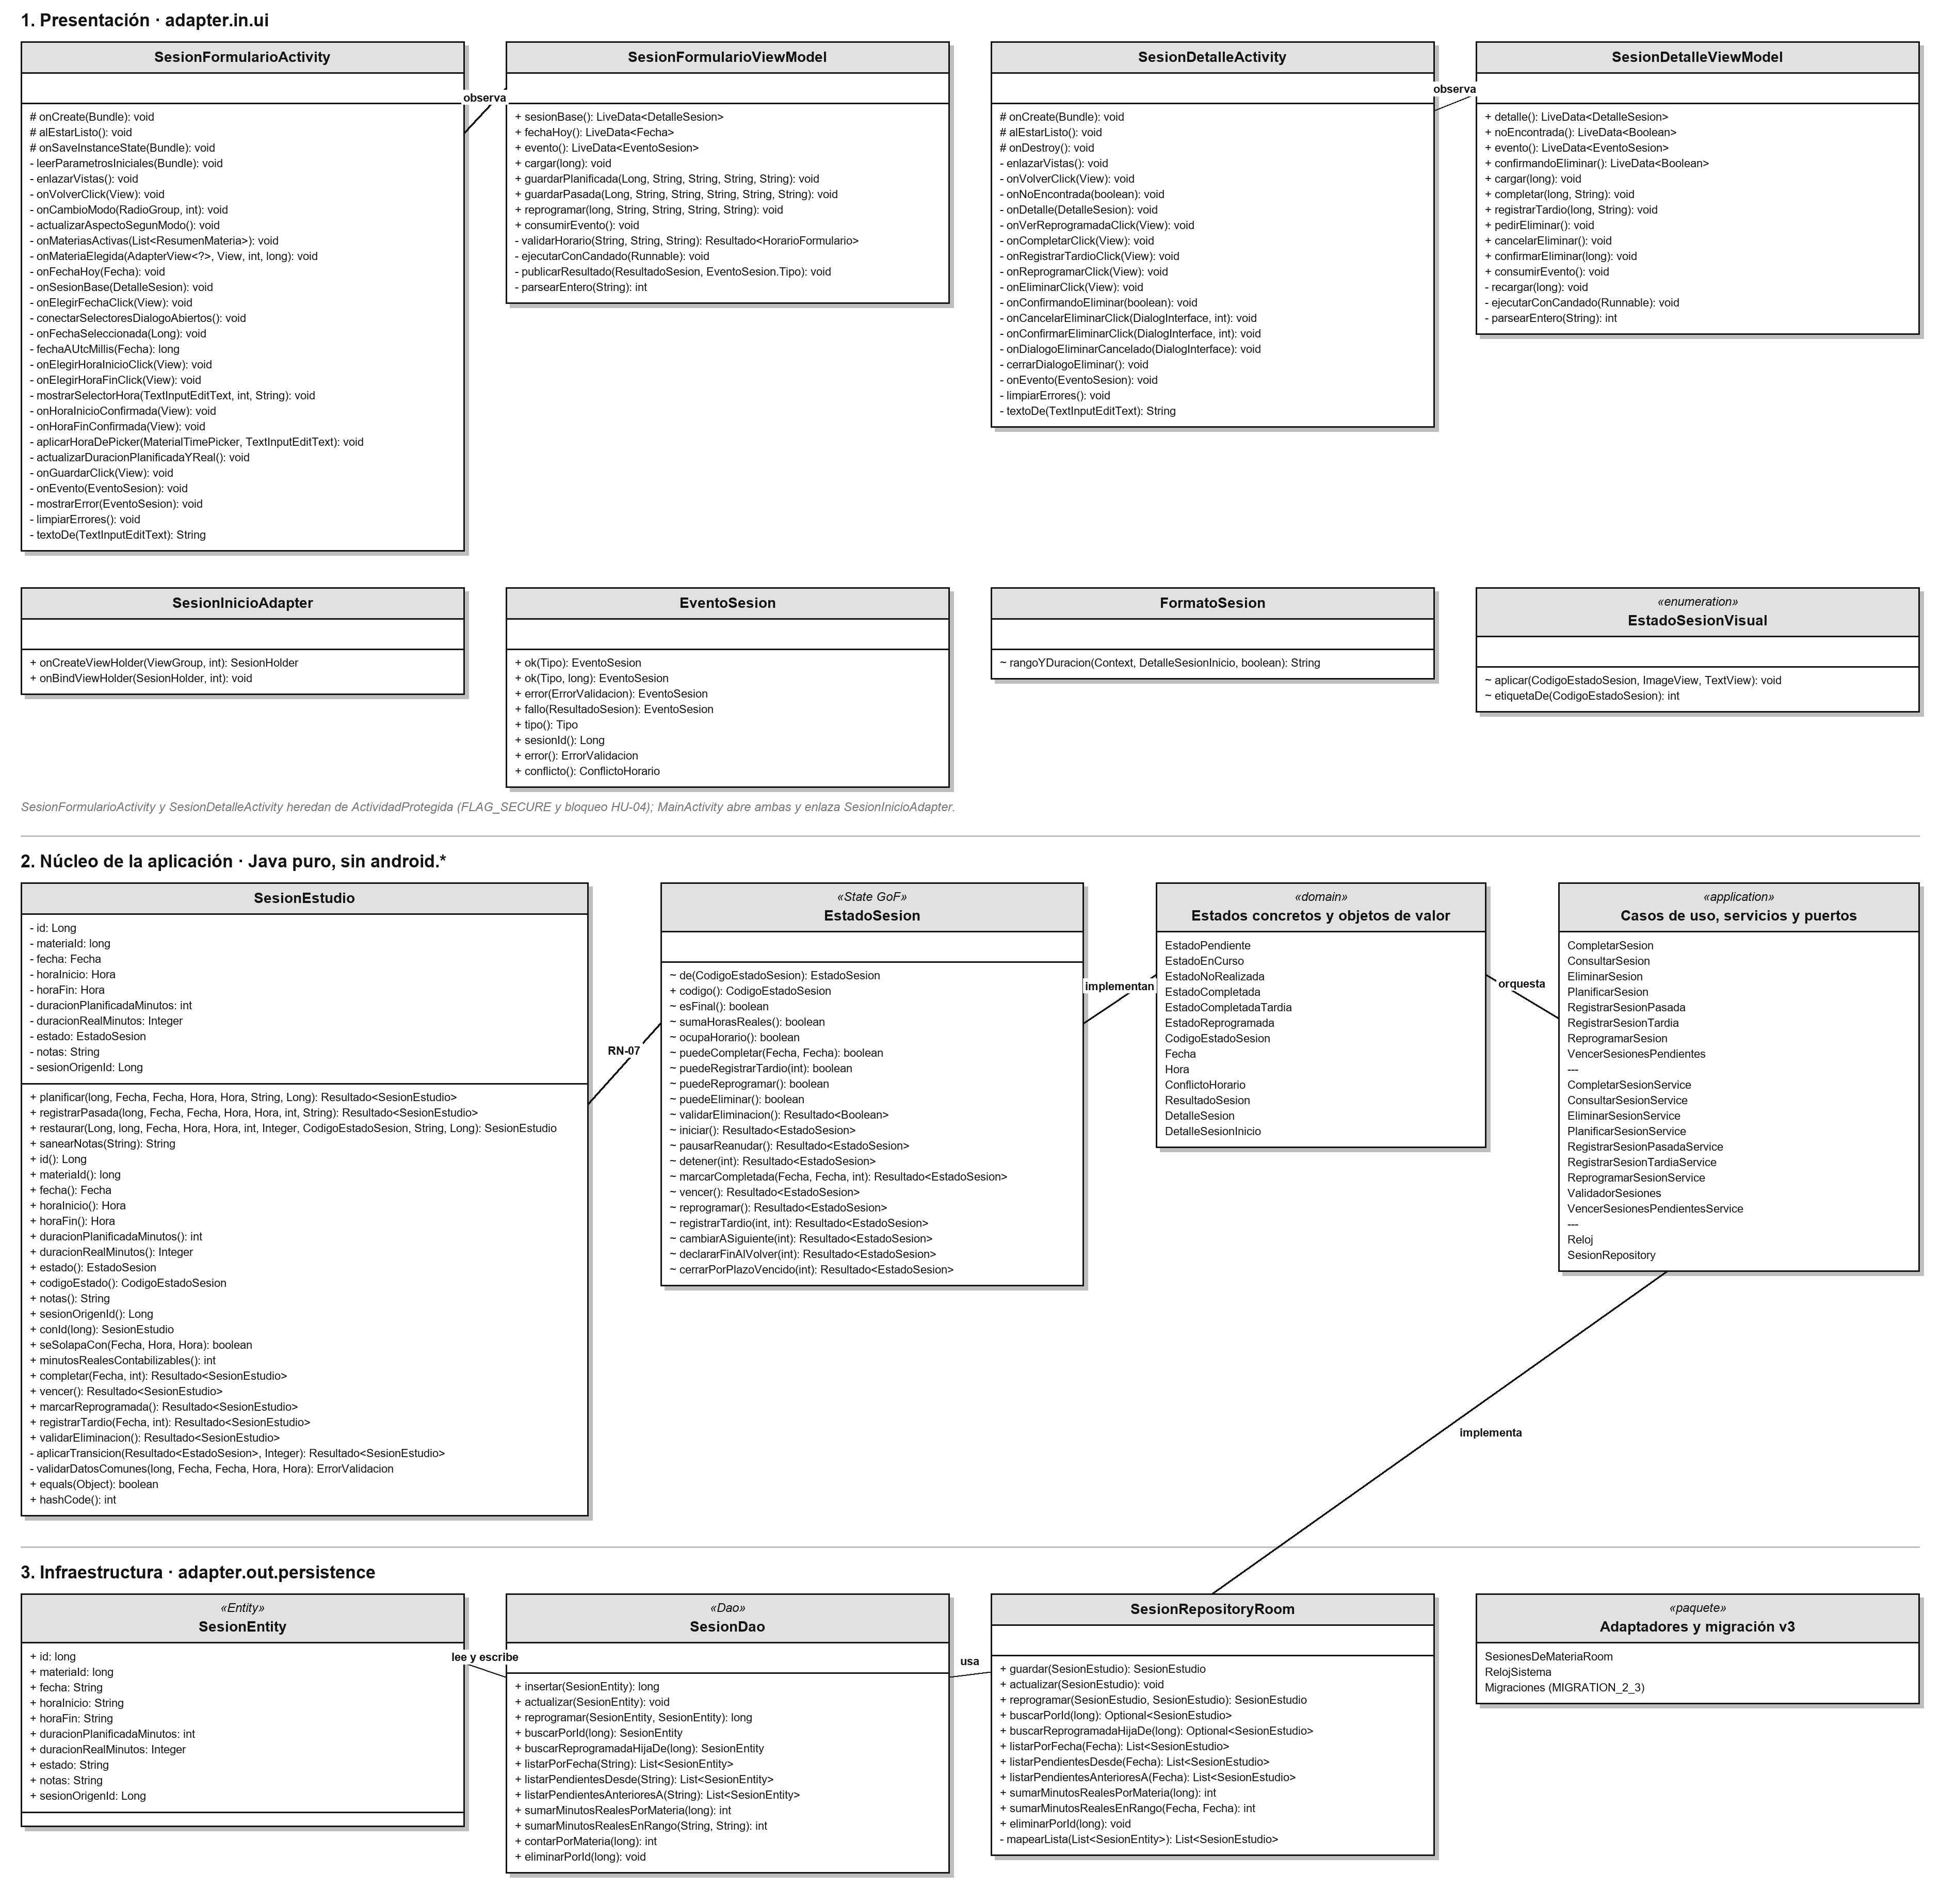 1. Presentación · adapter.in.ui
SesionFormularioActivity
# onCreate(Bundle): void
# alEstarListo(): void
# onSaveInstanceState(Bundle): void
- leerParametrosIniciales(Bundle): void
- enlazarVistas(): void
- onVolverClick(View): void
- onCambioModo(RadioGroup, int): void
- actualizarAspectoSegunModo(): void
- onMateriasActivas(List<ResumenMateria>): void
- onMateriaElegida(AdapterView<?>, View, int, long): void
- onFechaHoy(Fecha): void
- onSesionBase(DetalleSesion): void
- onElegirFechaClick(View): void
- conectarSelectoresDialogoAbiertos(): void
- onFechaSeleccionada(Long): void
- fechaAUtcMillis(Fecha): long
- onElegirHoraInicioClick(View): void
- onElegirHoraFinClick(View): void
- mostrarSelectorHora(TextInputEditText, int, String): void
- onHoraInicioConfirmada(View): void
- onHoraFinConfirmada(View): void
- aplicarHoraDePicker(MaterialTimePicker, TextInputEditText): void
- actualizarDuracionPlanificadaYReal(): void
- onGuardarClick(View): void
- onEvento(EventoSesion): void
- mostrarError(EventoSesion): void
- limpiarErrores(): void
- textoDe(TextInputEditText): String
observa
SesionFormularioViewModel
+ sesionBase(): LiveData<DetalleSesion>
+ fechaHoy(): LiveData<Fecha>
+ evento(): LiveData<EventoSesion>
+ cargar(long): void
+ guardarPlanificada(Long, String, String, String, String): void
+ guardarPasada(Long, String, String, String, String, String): void
+ reprogramar(long, String, String, String, String): void
+ consumirEvento(): void
- validarHorario(String, String, String): Resultado<HorarioFormulario>
- ejecutarConCandado(Runnable): void
- publicarResultado(ResultadoSesion, EventoSesion.Tipo): void
- parsearEntero(String): int
SesionDetalleActivity
# onCreate(Bundle): void
# alEstarListo(): void
# onDestroy(): void
- enlazarVistas(): void
- onVolverClick(View): void
- onNoEncontrada(boolean): void
- onDetalle(DetalleSesion): void
- onVerReprogramadaClick(View): void
- onCompletarClick(View): void
- onRegistrarTardioClick(View): void
- onReprogramarClick(View): void
- onEliminarClick(View): void
- onConfirmandoEliminar(boolean): void
- onCancelarEliminarClick(DialogInterface, int): void
- onConfirmarEliminarClick(DialogInterface, int): void
- onDialogoEliminarCancelado(DialogInterface): void
- cerrarDialogoEliminar(): void
- onEvento(EventoSesion): void
- limpiarErrores(): void
- textoDe(TextInputEditText): String
observa
SesionDetalleViewModel
+ detalle(): LiveData<DetalleSesion>
+ noEncontrada(): LiveData<Boolean>
+ evento(): LiveData<EventoSesion>
+ confirmandoEliminar(): LiveData<Boolean>
+ cargar(long): void
+ completar(long, String): void
+ registrarTardio(long, String): void
+ pedirEliminar(): void
+ cancelarEliminar(): void
+ confirmarEliminar(long): void
+ consumirEvento(): void
- recargar(long): void
- ejecutarConCandado(Runnable): void
- parsearEntero(String): int
SesionInicioAdapter
+ onCreateViewHolder(ViewGroup, int): SesionHolder
+ onBindViewHolder(SesionHolder, int): void
EventoSesion
+ ok(Tipo): EventoSesion
+ ok(Tipo, long): EventoSesion
+ error(ErrorValidacion): EventoSesion
+ fallo(ResultadoSesion): EventoSesion
+ tipo(): Tipo
+ sesionId(): Long
+ error(): ErrorValidacion
+ conflicto(): ConflictoHorario
FormatoSesion
~ rangoYDuracion(Context, DetalleSesionInicio, boolean): String
«enumeration»
EstadoSesionVisual
~ aplicar(CodigoEstadoSesion, ImageView, TextView): void
~ etiquetaDe(CodigoEstadoSesion): int
SesionFormularioActivity y SesionDetalleActivity heredan de ActividadProtegida (FLAG_SECURE y bloqueo HU-04); MainActivity abre ambas y enlaza SesionInicioAdapter.
2. Núcleo de la aplicación · Java puro, sin android.*
SesionEstudio
- id: Long
- materiaId: long
- fecha: Fecha
- horaInicio: Hora
- horaFin: Hora
- duracionPlanificadaMinutos: int
- duracionRealMinutos: Integer
- estado: EstadoSesion
- notas: String
- sesionOrigenId: Long
+ planificar(long, Fecha, Fecha, Hora, Hora, String, Long): Resultado<SesionEstudio>
+ registrarPasada(long, Fecha, Fecha, Hora, Hora, int, String): Resultado<SesionEstudio>
+ restaurar(Long, long, Fecha, Hora, Hora, int, Integer, CodigoEstadoSesion, String, Long): SesionEstudio
+ sanearNotas(String): String
+ id(): Long
+ materiaId(): long
+ fecha(): Fecha
+ horaInicio(): Hora
+ horaFin(): Hora
+ duracionPlanificadaMinutos(): int
+ duracionRealMinutos(): Integer
+ estado(): EstadoSesion
+ codigoEstado(): CodigoEstadoSesion
+ notas(): String
+ sesionOrigenId(): Long
+ conId(long): SesionEstudio
+ seSolapaCon(Fecha, Hora, Hora): boolean
+ minutosRealesContabilizables(): int
+ completar(Fecha, int): Resultado<SesionEstudio>
+ vencer(): Resultado<SesionEstudio>
+ marcarReprogramada(): Resultado<SesionEstudio>
+ registrarTardio(Fecha, int): Resultado<SesionEstudio>
+ validarEliminacion(): Resultado<SesionEstudio>
- aplicarTransicion(Resultado<EstadoSesion>, Integer): Resultado<SesionEstudio>
- validarDatosComunes(long, Fecha, Fecha, Hora, Hora): ErrorValidacion
+ equals(Object): boolean
+ hashCode(): int
RN-07
«State GoF»
EstadoSesion
~ de(CodigoEstadoSesion): EstadoSesion
+ codigo(): CodigoEstadoSesion
~ esFinal(): boolean
~ sumaHorasReales(): boolean
~ ocupaHorario(): boolean
~ puedeCompletar(Fecha, Fecha): boolean
~ puedeRegistrarTardio(int): boolean
~ puedeReprogramar(): boolean
~ puedeEliminar(): boolean
~ validarEliminacion(): Resultado<Boolean>
~ iniciar(): Resultado<EstadoSesion>
~ pausarReanudar(): Resultado<EstadoSesion>
~ detener(int): Resultado<EstadoSesion>
~ marcarCompletada(Fecha, Fecha, int): Resultado<EstadoSesion>
~ vencer(): Resultado<EstadoSesion>
~ reprogramar(): Resultado<EstadoSesion>
~ registrarTardio(int, int): Resultado<EstadoSesion>
~ cambiarASiguiente(int): Resultado<EstadoSesion>
~ declararFinAlVolver(int): Resultado<EstadoSesion>
~ cerrarPorPlazoVencido(int): Resultado<EstadoSesion>
implementan
«domain»
Estados concretos y objetos de valor
EstadoPendiente
EstadoEnCurso
EstadoNoRealizada
EstadoCompletada
EstadoCompletadaTardia
EstadoReprogramada
CodigoEstadoSesion
Fecha
Hora
ConflictoHorario
ResultadoSesion
DetalleSesion
DetalleSesionInicio
orquesta
«application»
Casos de uso, servicios y puertos
CompletarSesion
ConsultarSesion
EliminarSesion
PlanificarSesion
RegistrarSesionPasada
RegistrarSesionTardia
ReprogramarSesion
VencerSesionesPendientes
---
CompletarSesionService
ConsultarSesionService
EliminarSesionService
PlanificarSesionService
RegistrarSesionPasadaService
RegistrarSesionTardiaService
ReprogramarSesionService
ValidadorSesiones
VencerSesionesPendientesService
---
Reloj
SesionRepository
implementa
3. Infraestructura · adapter.out.persistence
«Entity»
SesionEntity
+ id: long
+ materiaId: long
+ fecha: String
+ horaInicio: String
+ horaFin: String
+ duracionPlanificadaMinutos: int
+ duracionRealMinutos: Integer
+ estado: String
+ notas: String
+ sesionOrigenId: Long
lee y escribe
«Dao»
SesionDao
+ insertar(SesionEntity): long
+ actualizar(SesionEntity): void
+ reprogramar(SesionEntity, SesionEntity): long
+ buscarPorId(long): SesionEntity
+ buscarReprogramadaHijaDe(long): SesionEntity
+ listarPorFecha(String): List<SesionEntity>
+ listarPendientesDesde(String): List<SesionEntity>
+ listarPendientesAnterioresA(String): List<SesionEntity>
+ sumarMinutosRealesPorMateria(long): int
+ sumarMinutosRealesEnRango(String, String): int
+ contarPorMateria(long): int
+ eliminarPorId(long): void
usa
SesionRepositoryRoom
+ guardar(SesionEstudio): SesionEstudio
+ actualizar(SesionEstudio): void
+ reprogramar(SesionEstudio, SesionEstudio): SesionEstudio
+ buscarPorId(long): Optional<SesionEstudio>
+ buscarReprogramadaHijaDe(long): Optional<SesionEstudio>
+ listarPorFecha(Fecha): List<SesionEstudio>
+ listarPendientesDesde(Fecha): List<SesionEstudio>
+ listarPendientesAnterioresA(Fecha): List<SesionEstudio>
+ sumarMinutosRealesPorMateria(long): int
+ sumarMinutosRealesEnRango(Fecha, Fecha): int
+ eliminarPorId(long): void
- mapearLista(List<SesionEntity>): List<SesionEstudio>
«paquete»
Adaptadores y migración v3
SesionesDeMateriaRoom
RelojSistema
Migraciones (MIGRATION_2_3)